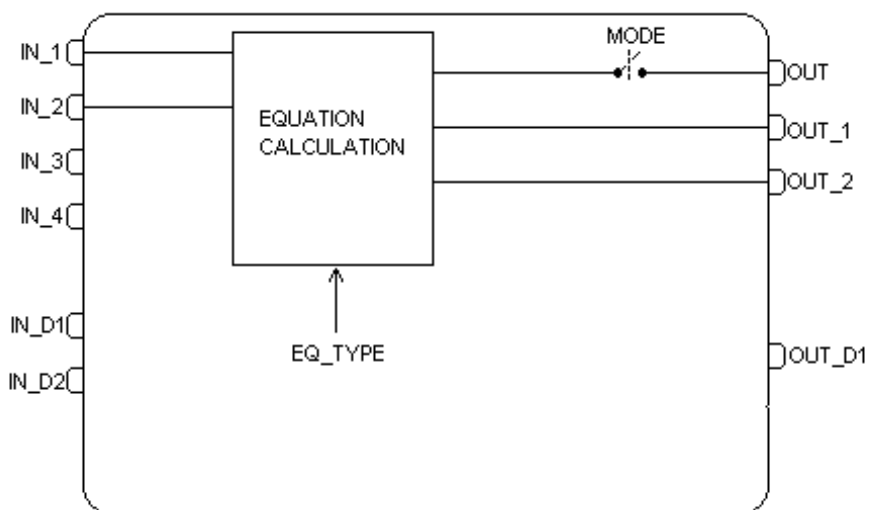 MODE
IN_1
OUT
IN_2
EQUATION
CALCULATION
OUT_1
IN_3
OUT_2
IN_4
IN_D1
EQ_TYPE
OUT_D1
IN_D2